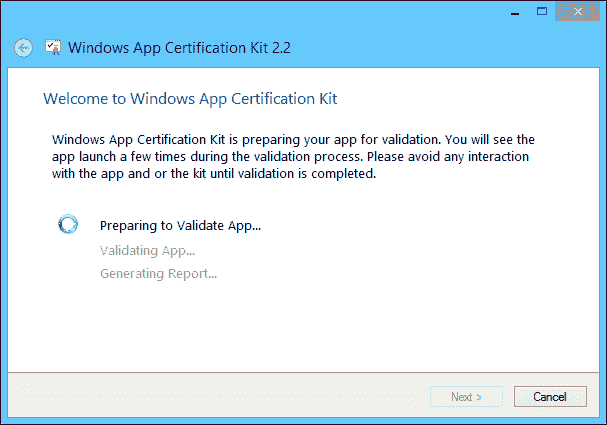 Windows App Certification Kit 2.2
Welcome to Windows App Certification Kit
Windows App Certification Kit is preparing your app for validation. You will see the
app launch a few times during the validation process. Please avoid any interaction
with the app and or the kit until validation is completed.
Preparing to Validate App...
Validating App...
Generating Report...
Next >
Cancel